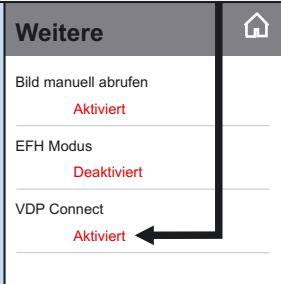 Weitere
Bild manuell abrufen
Aktiviert
EFH Modus
Deaktiviert
VDP Connect
Aktiviert